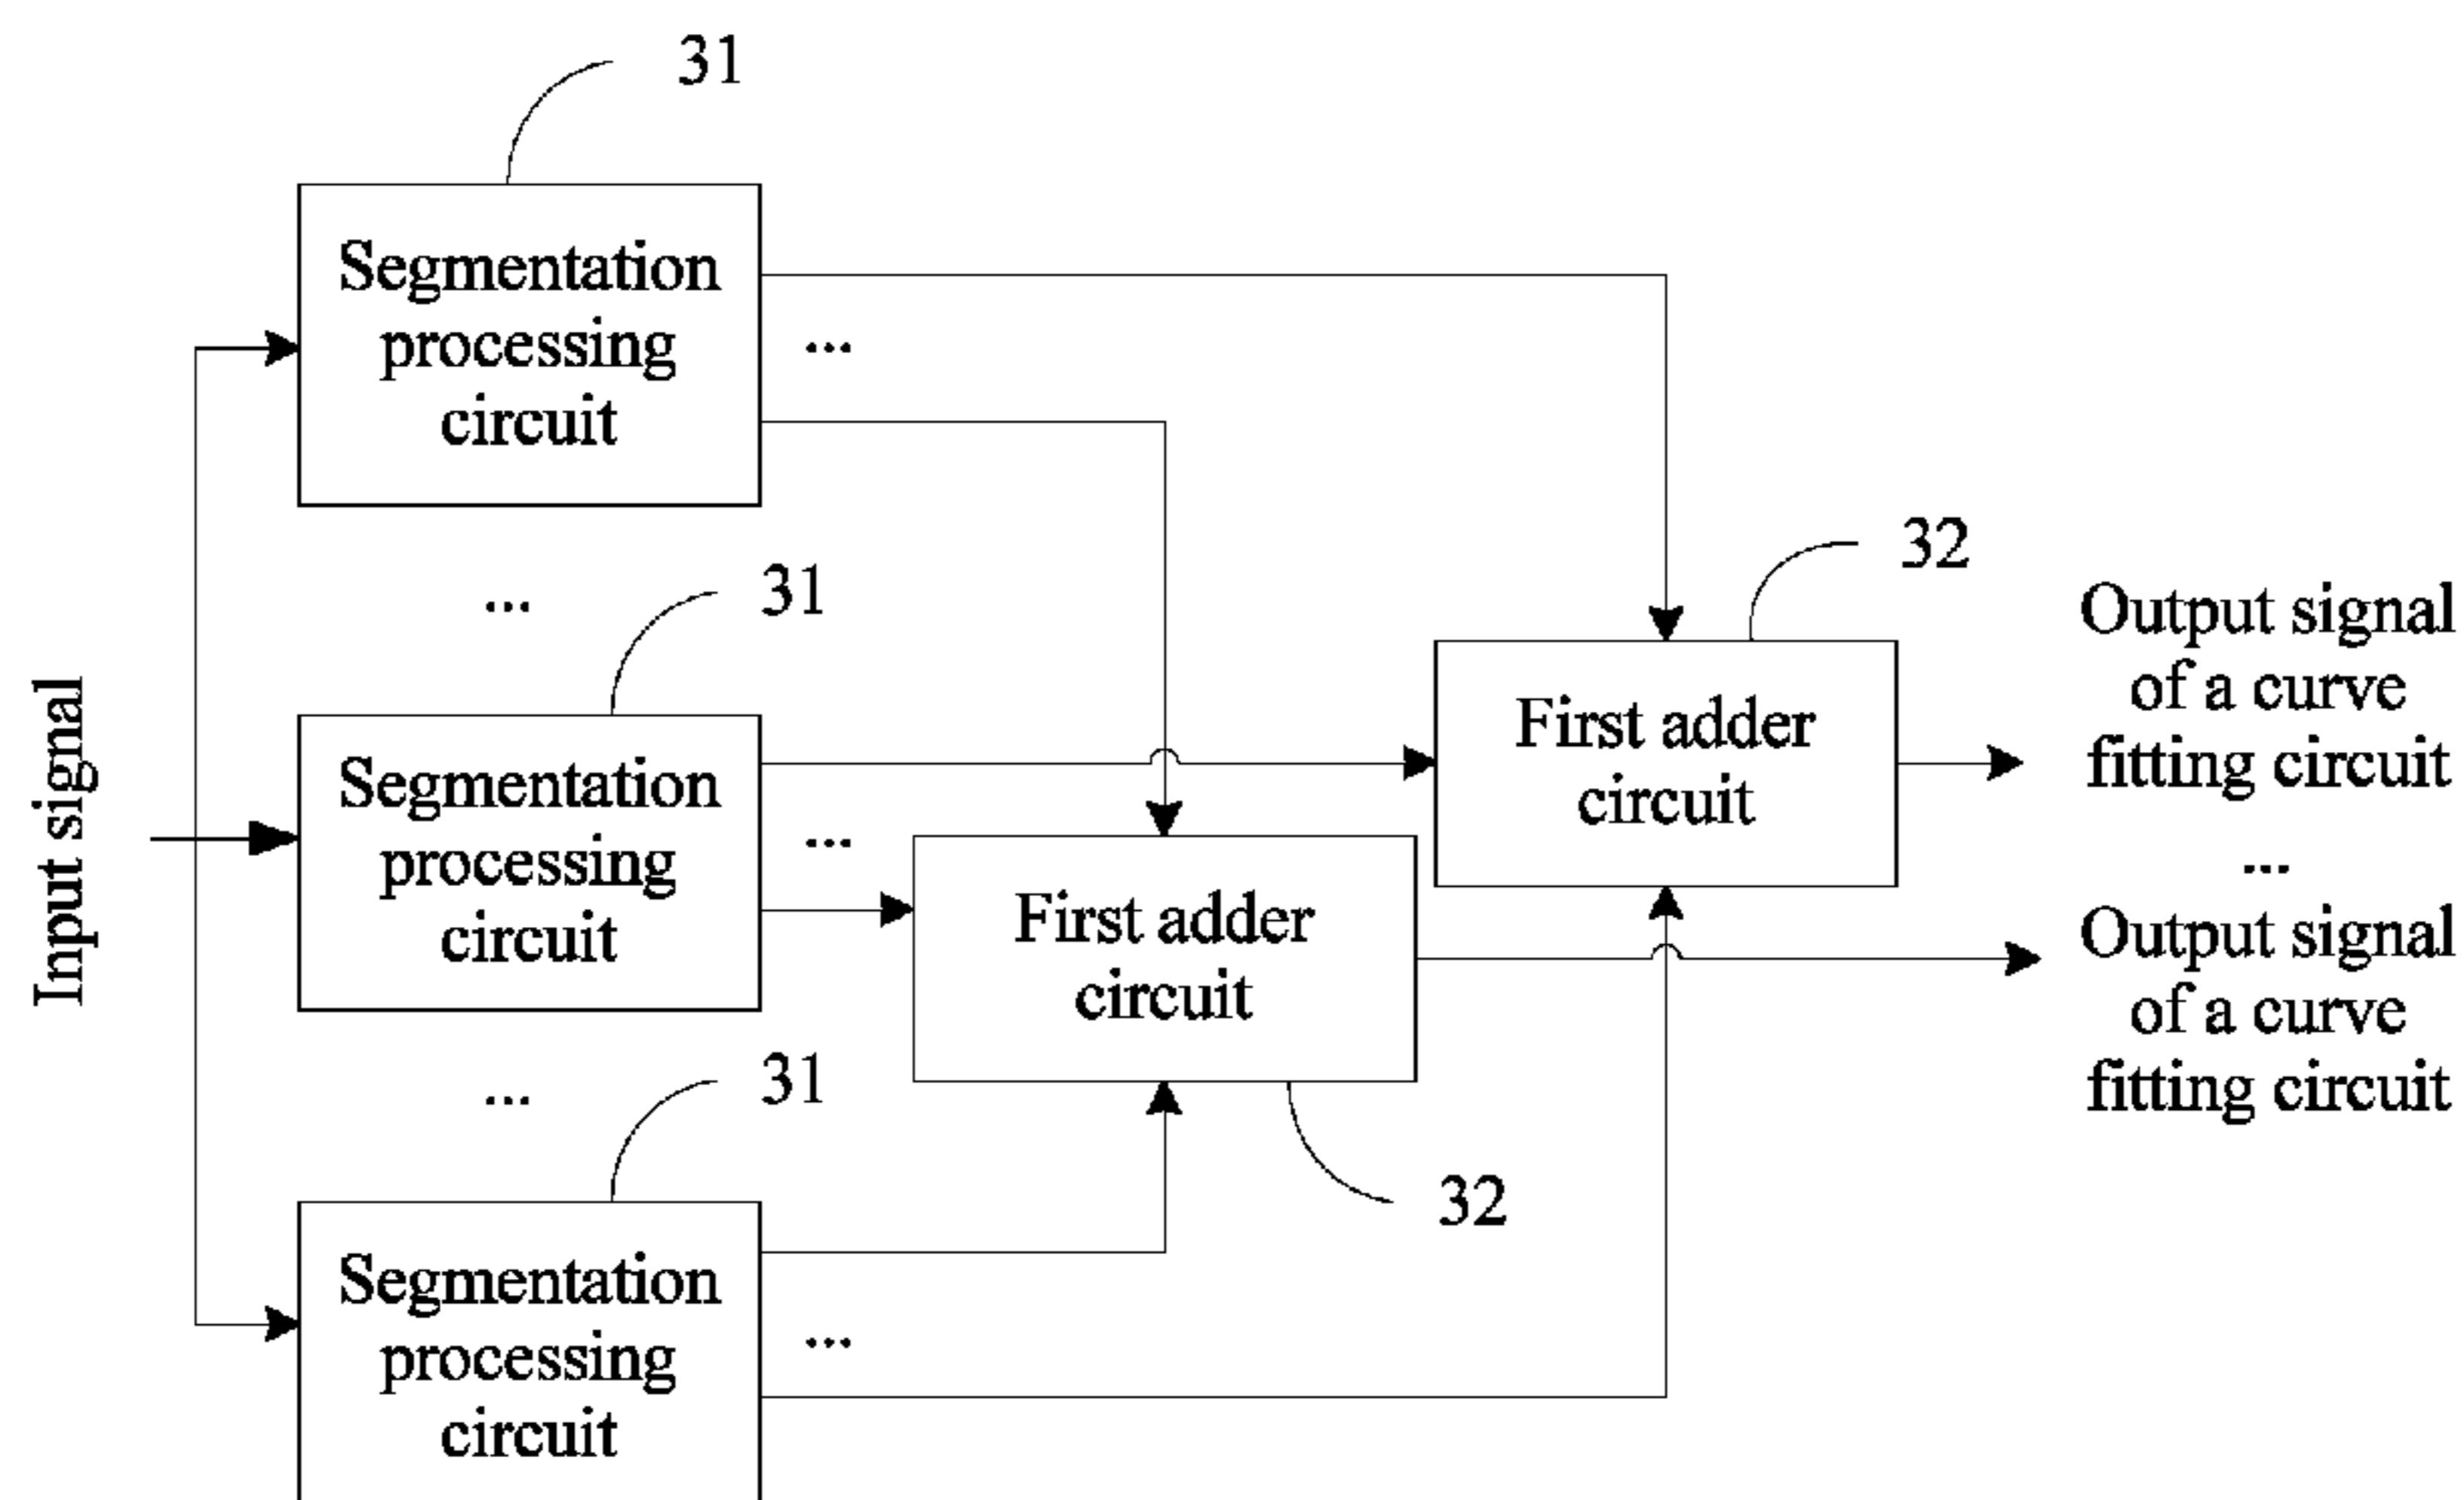 31
Segmentation
processing
circuit
...
...
31
32
Input signal
Segmentation
processing
circuit
...
First adder
circuit
First adder
circuit
Output signal
of a curve
fitting circuit
...
Output signal
of a curve
fitting circuit
...
31
32
Segmentation
processing
circuit
...